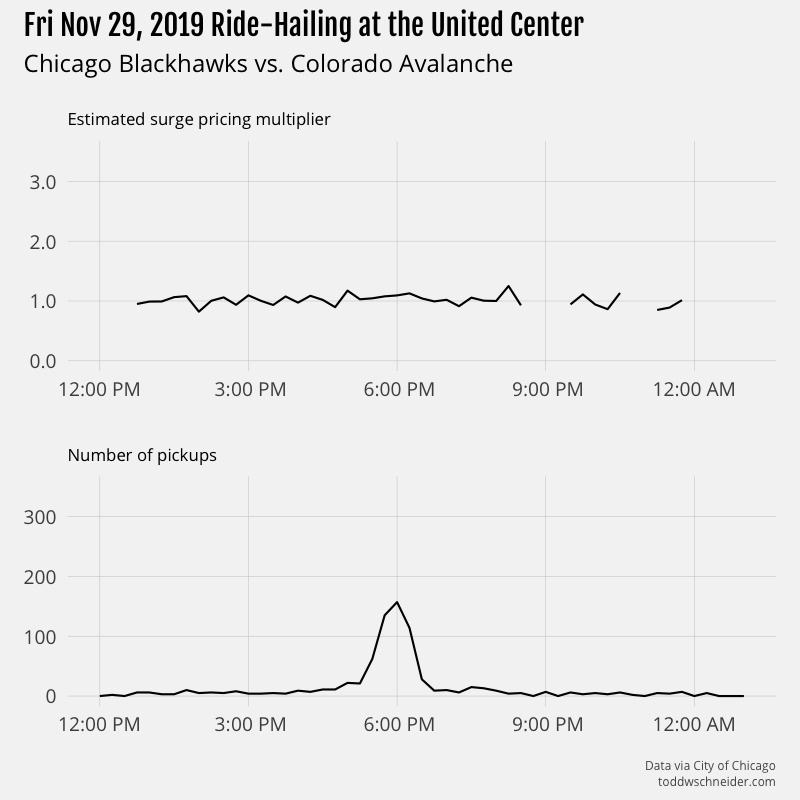 Fri Nov 29, 2019 Ride-Hailing at the United Center
Chicago Blackhawks vs. Colorado Avalanche
Estimated surge pricing multiplier
3.0
2.0
1.0
0.0
12:00 PM 3:00 PM 6:00 PM 9:00 PM 12:00 AM
Number of pickups
300
200
100
0
12:00 PM 3:00 PM 6:00 PM 9:00 PM 12:00 AM
Data via City of Chicago
toddwschneider.com